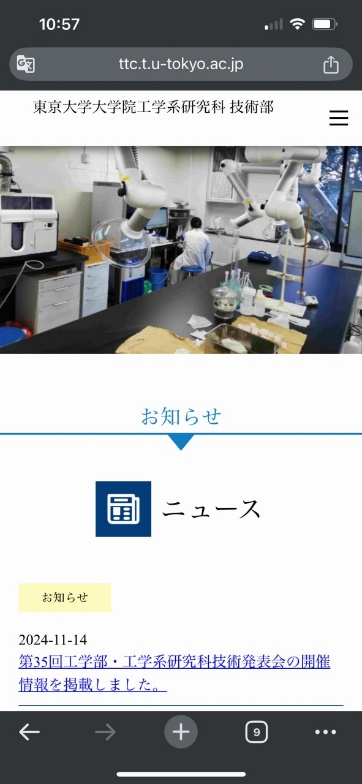 10:57
ttc.t.u-tokyo.ac.jp
東京大学大学院工学系研究科 技術部
お知らせ
ニュース
お知らせ
2024-11-14
第35回工学部・工学系研究科技術発表会の開催
情報を掲載しました。
9